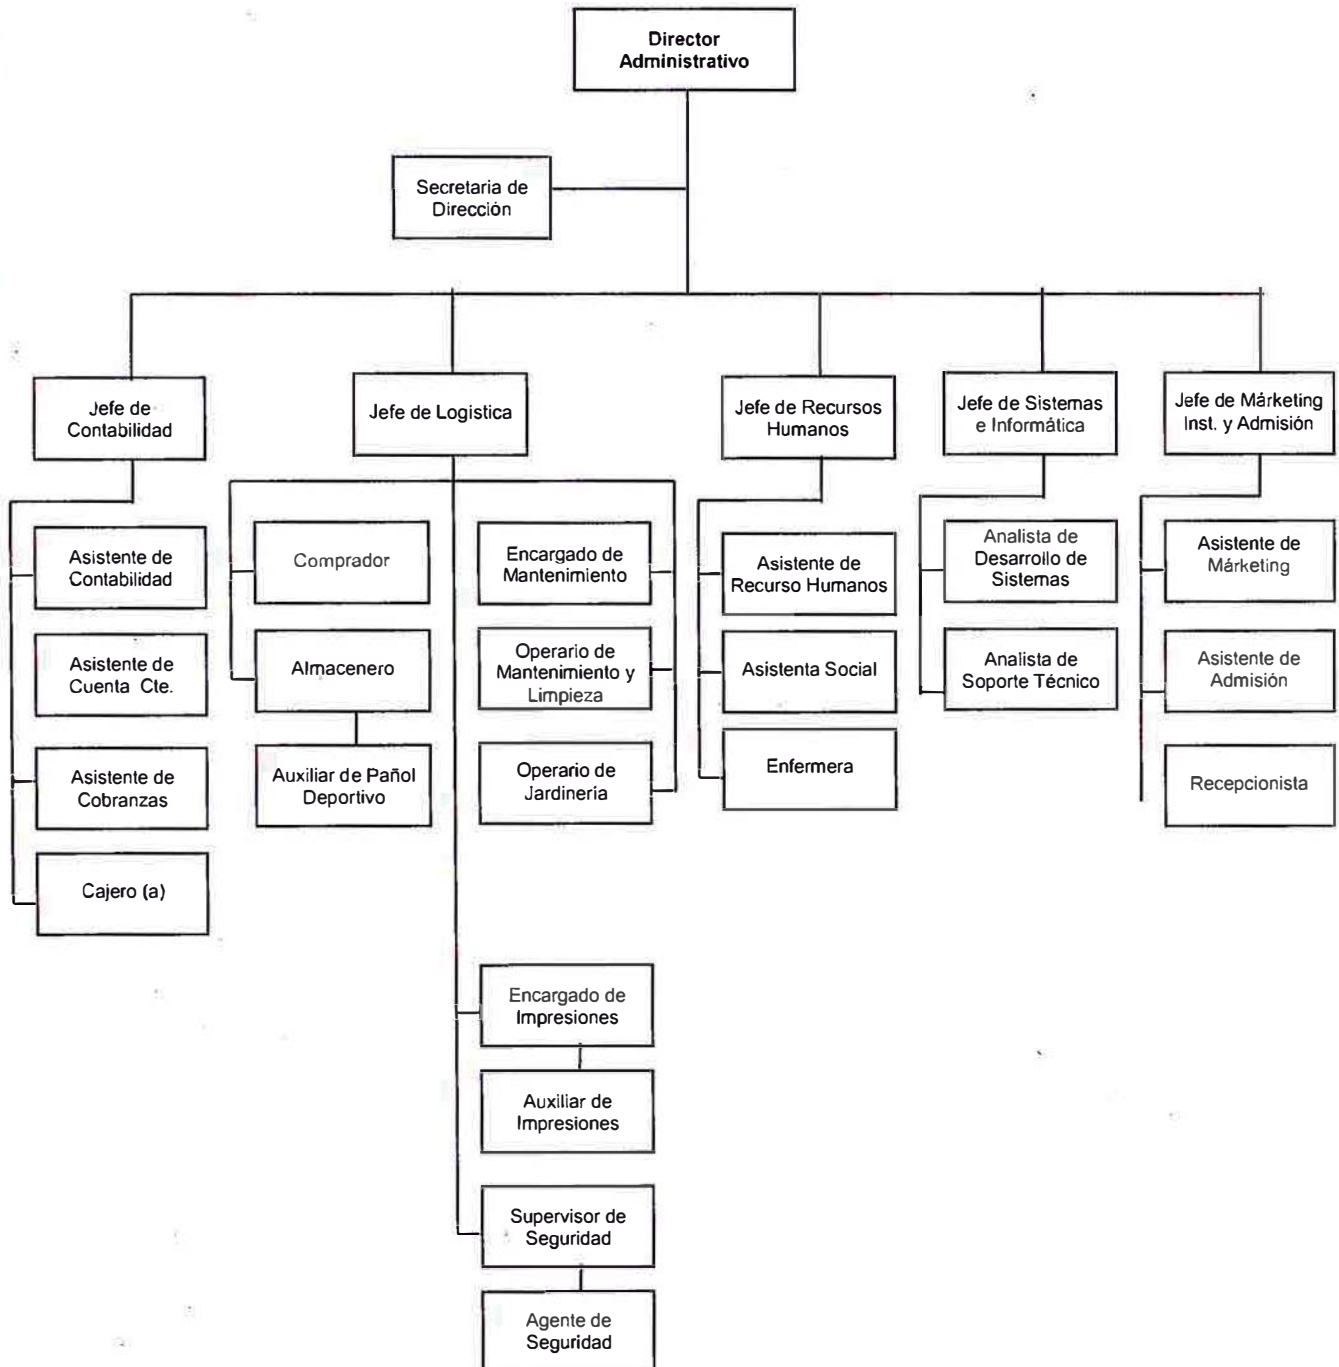 Director
Administrativo
Secretaria de
Dirección
Jefe de
Contabilidad
Jefe de Logistica
Jefe de Recursos
Humanos
Jefe de Sistemas
e Informática
Jefe de Márketing
Inst. y Admisión
Asistente de
Contabilidad
Asistente de
Cuenta Cte.
Asistente de
Cobranzas
Cajero (a)
Comprador
Almacenero
Auxiliar de Pañol
Deportivo
Encargado de
Mantenimiento
Operario de
Mantenimiento y
Limpieza
Operario de
Jardineria
Encargado de
Impresiones
Auxiliar de
Impresiones
Supervisor de
Seguridad
Agente de
Seguridad
Asistente de
Recurso Humanos
Asistenta Social
Enfermera
Analista de
Desarrollo de
Sistemas
Analista de
Soporte Técnico
Asistente de
Márketing
Asistente de
Admisión
Recepcionista